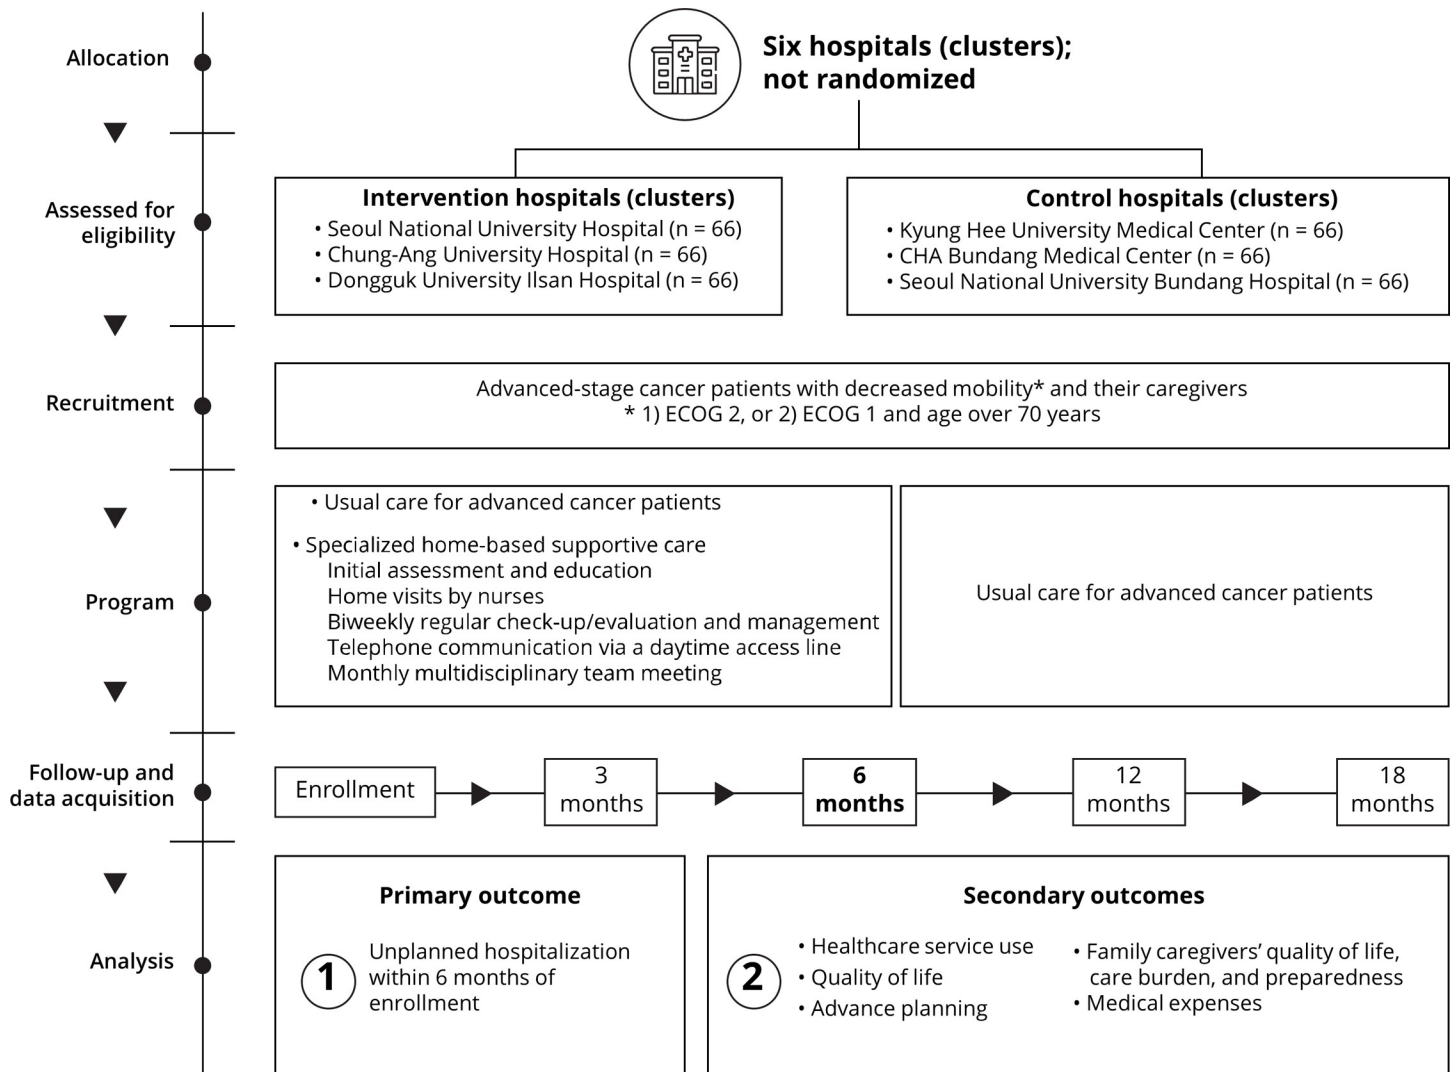 Allocation
Six hospitals (clusters);
not randomized
Assessed for
eligibility
Intervention hospitals (clusters)
• Seoul National University Hospital (n = 66)
• Chung-Ang University Hospital (n = 66)
• Dongguk University Ilsan Hospital (n = 66)
Control hospitals (clusters)
• Kyung Hee University Medical Center (n = 66)
• CHA Bundang Medical Center (n = 66)
• Seoul National University Bundang Hospital (n = 66)
Recruitment
Advanced-stage cancer patients with decreased mobility* and their caregivers
* 1) ECOG 2, or 2) ECOG 1 and age over 70 years
Program
• Usual care for advanced cancer patients
• Specialized home-based supportive care
Initial assessment and education
Home visits by nurses
Biweekly regular check-up/evaluation and management
Telephone communication via a daytime access line
Monthly multidisciplinary team meeting
Usual care for advanced cancer patients
Follow-up and
data acquisition
Enrollment
3
months
6
months
12
months
18
months
Analysis
Primary outcome
1
Unplanned hospitalization
within 6 months of
enrollment
Secondary outcomes
2
• Healthcare service use
• Quality of life
• Advance planning
• Family caregivers’ quality of life,
care burden, and preparedness
• Medical expenses